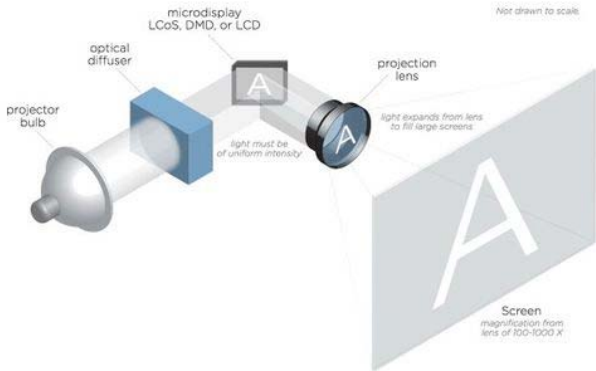 microdisplay
LCoS, DMD, or LCD
Not drawn to scale.
optical
diffuser
projection
lens
projector
bulb
A
A
light expands from lens
to fill large screens
light must be
of uniform intensity
A
Screen
magnification from
lens of 100-1000 X